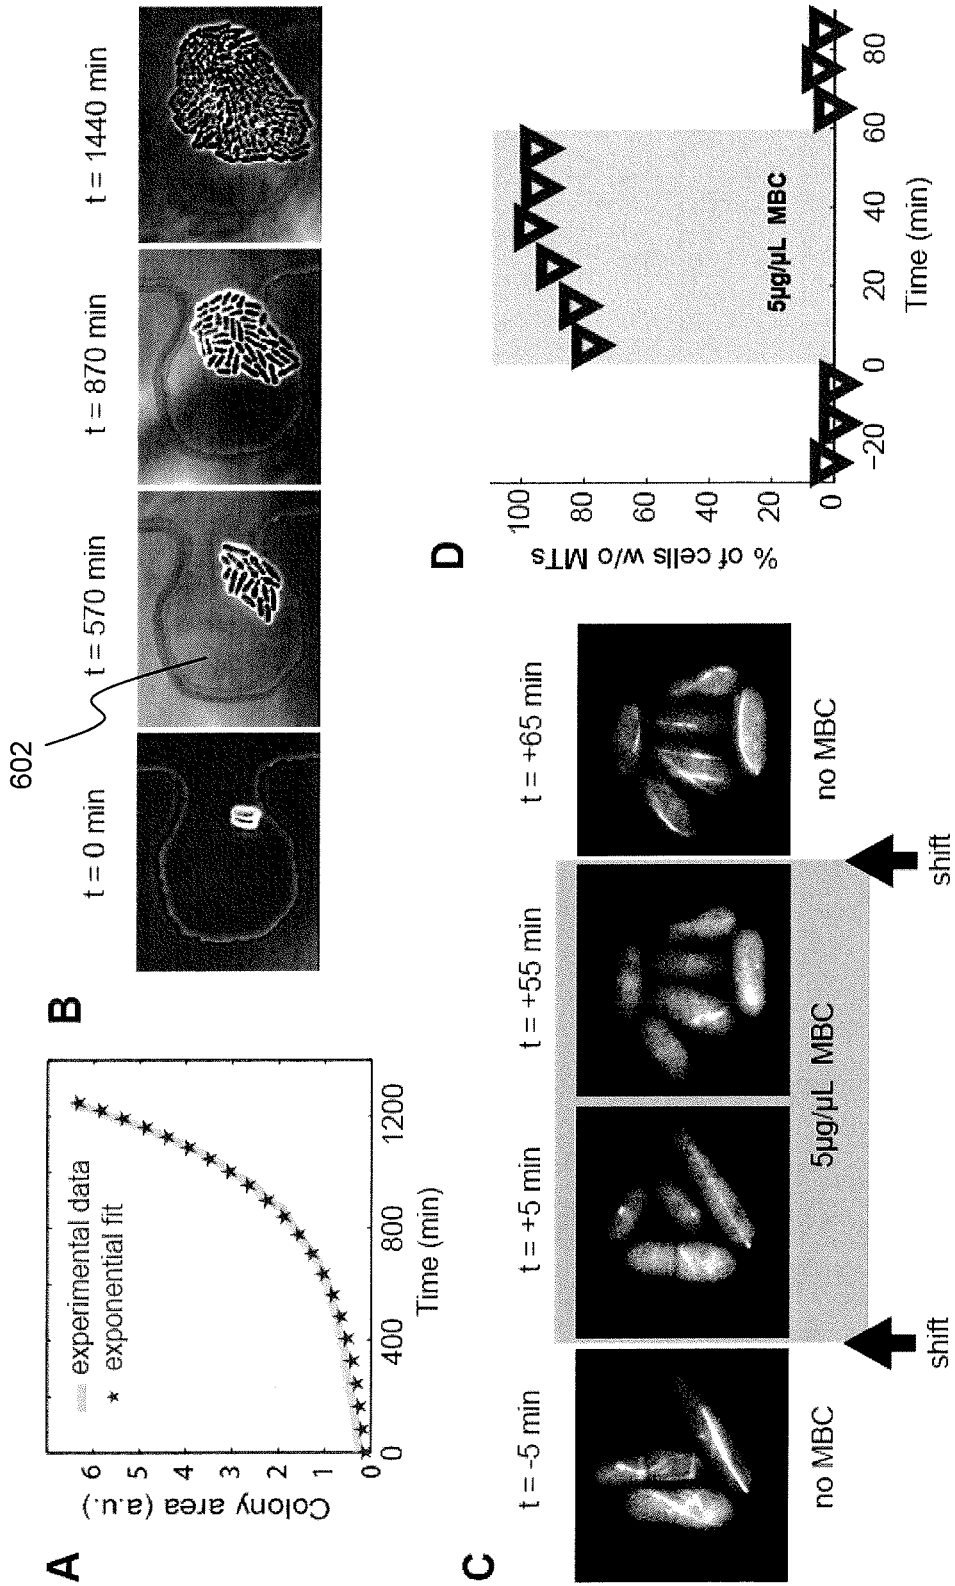 A
Colony area (a.u.)
6
5
4
3
2
1
0
experimental data
exponential fit
0
400
800
1200
Time (min)
B
602
t = 0 min
t = 570 min
t = 870 min
t = 1440 min
C
t = -5 min
t = +5 min
t = +55 min
t = +65 min
no MBC
5µg/µL MBC
no MBC
shift
shift
D
% of cells w/o MTs
100
80
60
40
20
0
5µg/µL MBC
−20
0
20
40
60
80
Time (min)